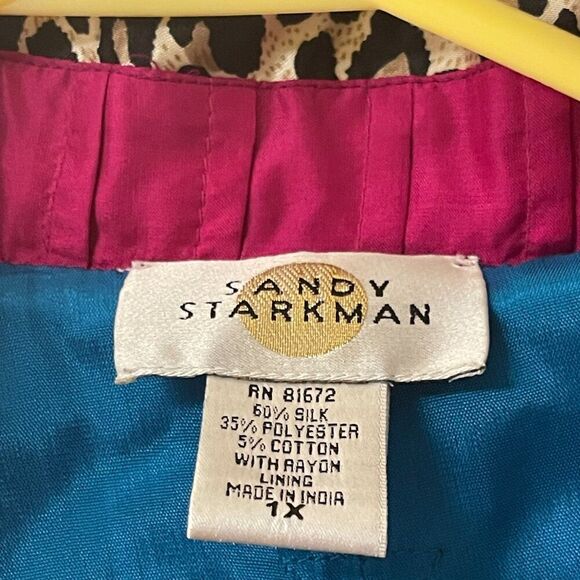 SANDY
STARKMAN
RN 81672
60% SILK
35% POLYESTER
5% COTTON
WITH RAYON
LINING
MADE IN INDIA
1X